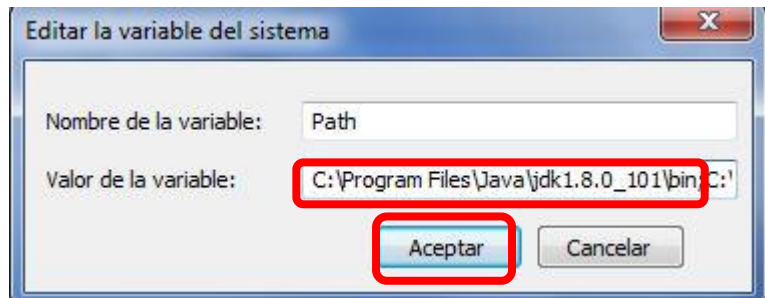 Editar la variable del sistema
Nombre de la variable: Path
Valor de la variable: C:\Program Files\Java\jdk1.8.0_101\bin;C:\
Aceptar Cancelar